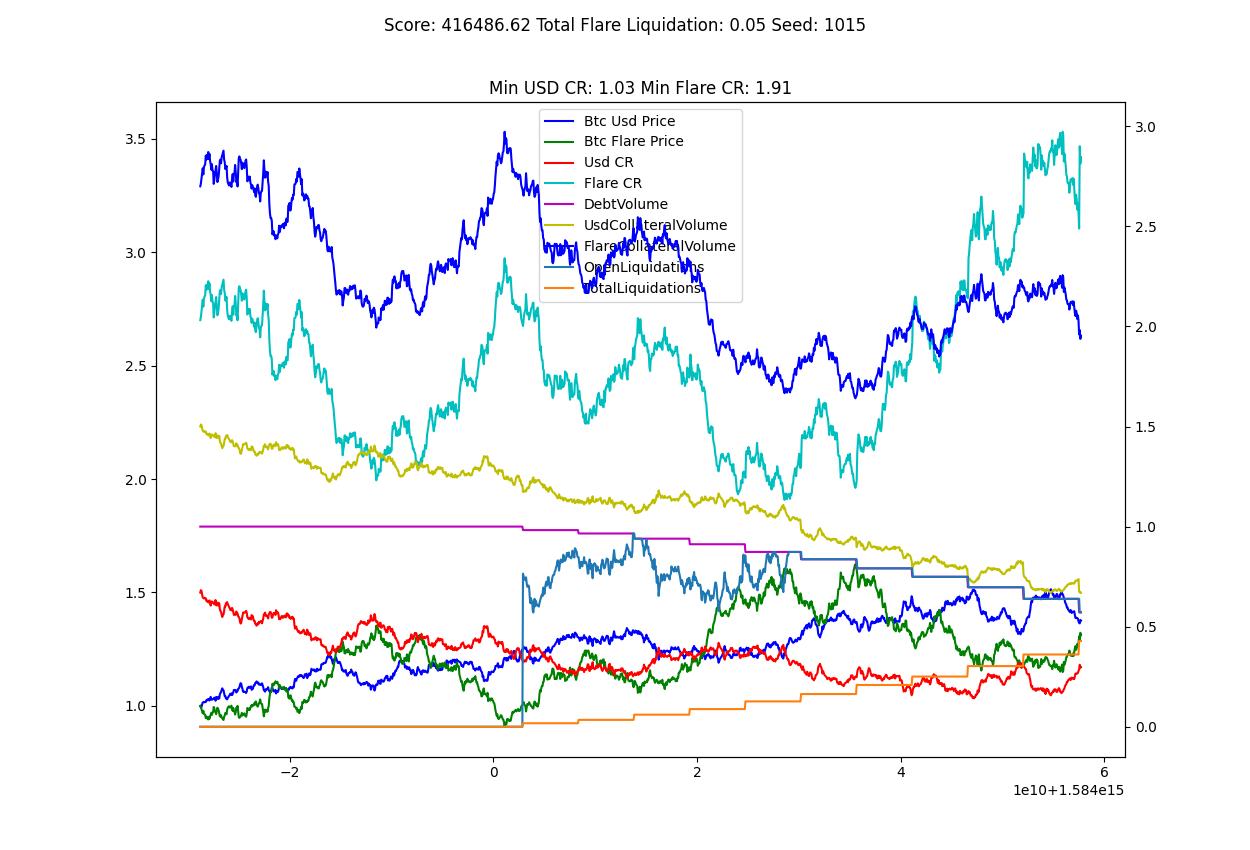 Score: 416486.62 Total Flare Liquidation: 0.05 Seed: 1015
Min USD CR: 1.03 Min Flare CR: 1.91
Btc Usd Price
Btc Flare Price
Usd CR
Flare CR
DebtVolume
UsdCollateralVolume
FlareCollateralVolume
OpenLiquidations
TotalLiquidations
3.5
3.0
2.5
2.0
1.5
1.0
3.0
2.5
2.0
1.5
1.0
0.5
0.0
−2
0
2
4
6
1e10+1.584e15